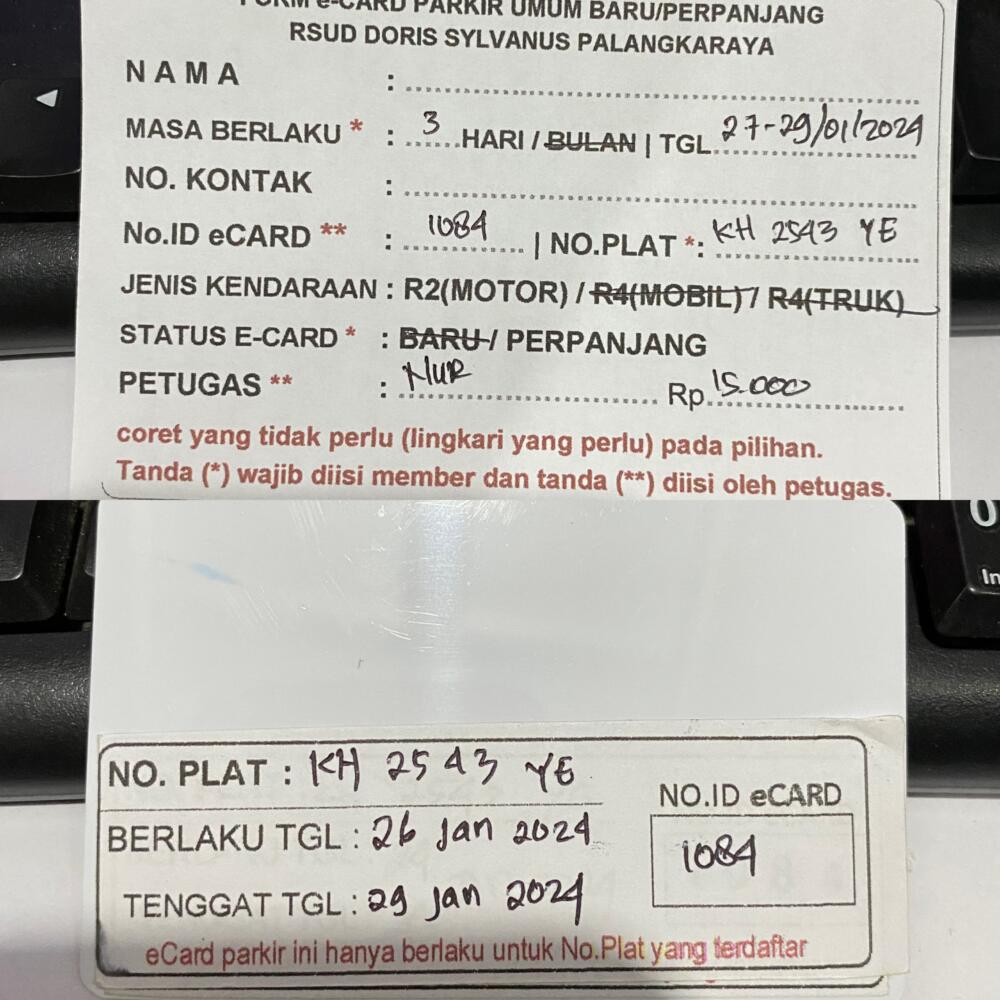 FORM e-CARD PARKIR UMUM BARU/PERPANJANG
RSUD DORIS SYLVANUS PALANGKARAYA
N A M A :
MASA BERLAKU * : 3 HARI / BULAN | TGL 27-29/01/2024
NO. KONTAK :
No.ID eCARD ** : 1084 | NO.PLAT *: KH 2543 YE
JENIS KENDARAAN : R2(MOTOR) / R4(MOBIL) / R4(TRUK)
STATUS E-CARD * : BARU / PERPANJANG
PETUGAS ** : NUR Rp. 15.000
coret yang tidak perlu (lingkari yang perlu) pada pilihan.
Tanda (*) wajib diisi member dan tanda (**) diisi oleh petugas.
0
In
NO. PLAT : KH 2543 YE
NO.ID eCARD
BERLAKU TGL : 26 Jan 2024
1084
TENGGAT TGL : 29 Jan 2024
eCard parkir ini hanya berlaku untuk No.Plat yang terdaftar